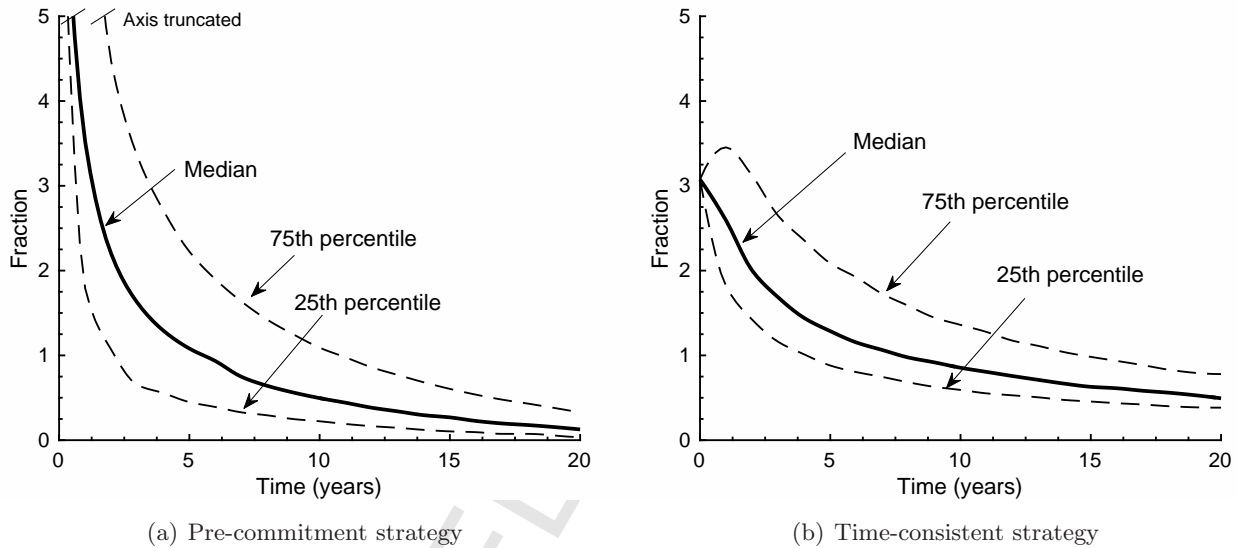 5
4
3
2
1
0
Fraction
Axis truncated
Median
75th percentile
25th percentile
0
5
10
15
20
Time (years)
(a) Pre-commitment strategy
5
4
3
2
1
0
Fraction
Median
75th percentile
25th percentile
0
5
10
15
20
Time (years)
(b) Time-consistent strategy